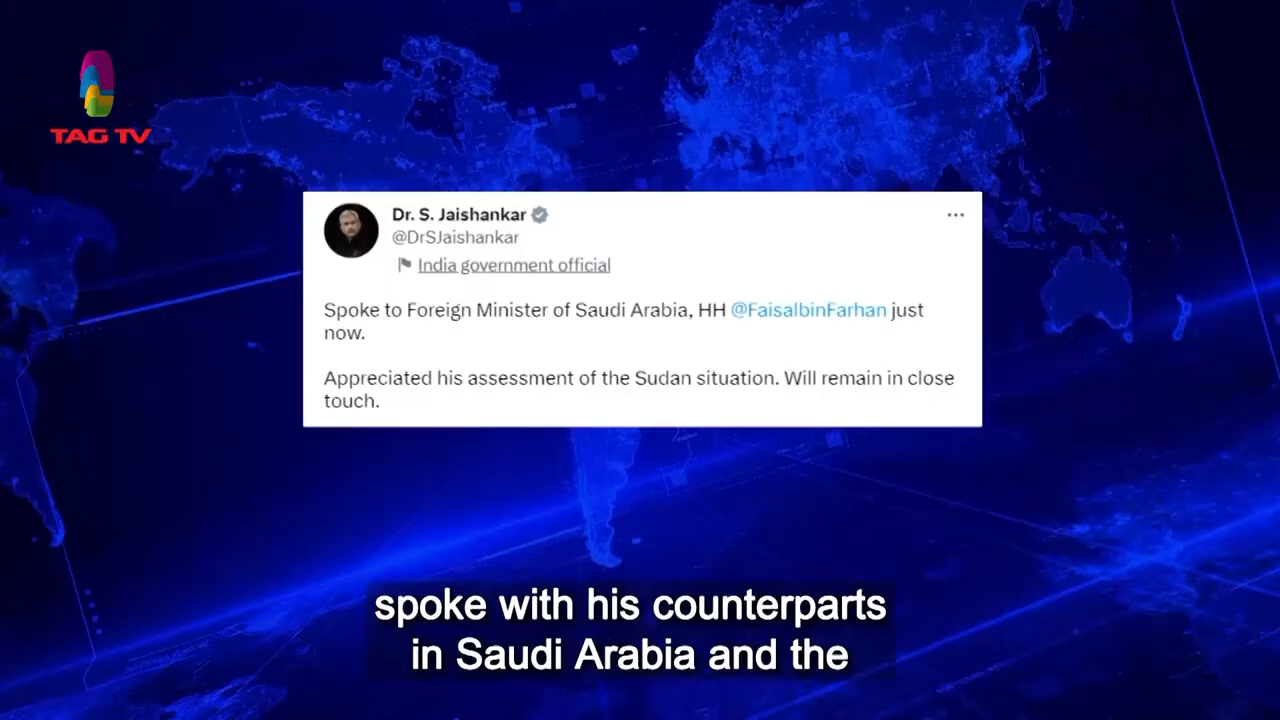 TAG TV
Dr. S. Jaishankar
@DrSJaishankar
India government official
Spoke to Foreign Minister of Saudi Arabia, HH @FaisalbinFarhan just
now.
Appreciated his assessment of the Sudan situation. Will remain in close
touch.
spoke with his counterparts
in Saudi Arabia and the